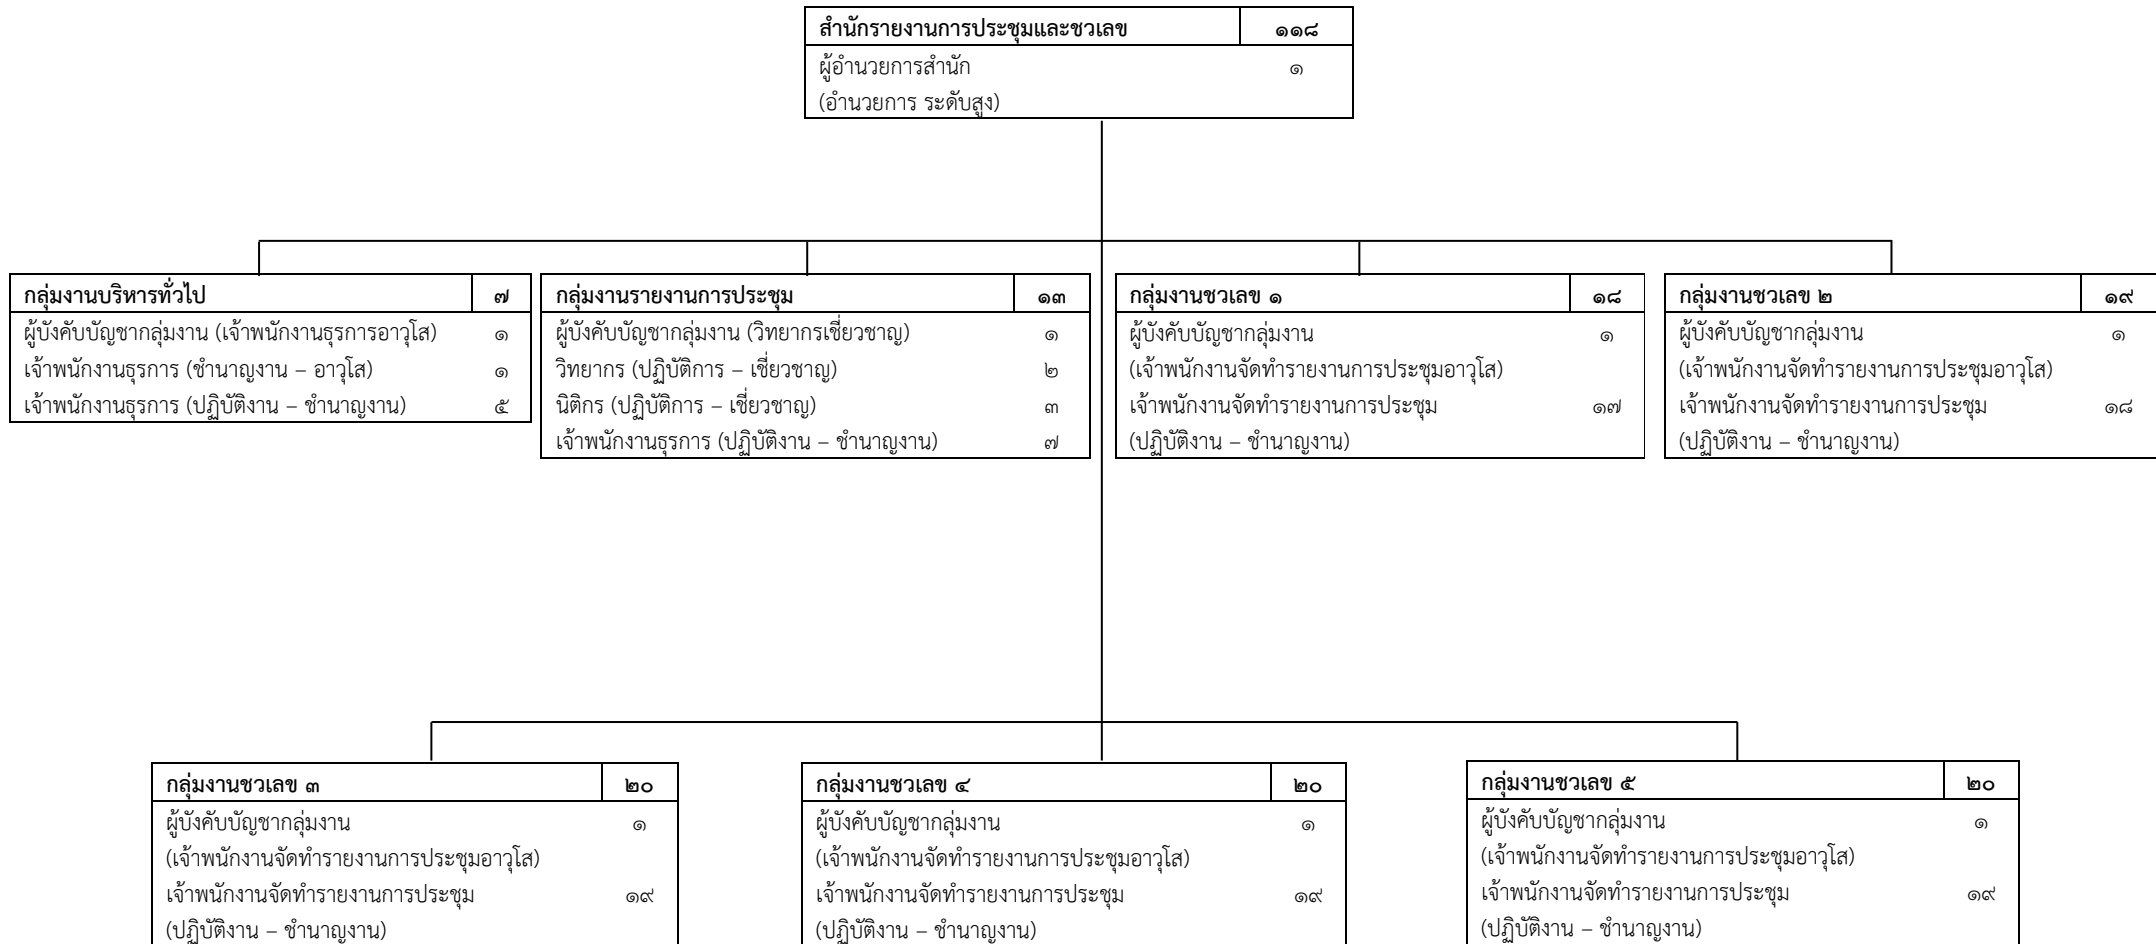 สำนักรายงานการประชุมและชวเลข ๑๑๘
ผู้อำนวยการสำนัก ๑
(อำนวยการ ระดับสูง)
กลุ่มงานบริหารทั่วไป ๗
ผู้บังคับบัญชากลุ่มงาน (เจ้าพนักงานธุรการอาวุโส) ๑
เจ้าพนักงานธุรการ (ชำนาญงาน – อาวุโส) ๑
เจ้าพนักงานธุรการ (ปฏิบัติงาน – ชำนาญงาน) ๕
กลุ่มงานรายงานการประชุม ๑๓
ผู้บังคับบัญชากลุ่มงาน (วิทยากรเชี่ยวชาญ) ๑
วิทยากร (ปฏิบัติการ – เชี่ยวชาญ) ๒
นิติกร (ปฏิบัติการ – เชี่ยวชาญ) ๓
เจ้าพนักงานธุรการ (ปฏิบัติงาน – ชำนาญงาน) ๗
กลุ่มงานชวเลข ๑ ๑๘
ผู้บังคับบัญชากลุ่มงาน ๑
(เจ้าพนักงานจัดทำรายงานการประชุมอาวุโส)
เจ้าพนักงานจัดทำรายงานการประชุม ๑๗
(ปฏิบัติงาน – ชำนาญงาน)
กลุ่มงานชวเลข ๒ ๑๙
ผู้บังคับบัญชากลุ่มงาน ๑
(เจ้าพนักงานจัดทำรายงานการประชุมอาวุโส)
เจ้าพนักงานจัดทำรายงานการประชุม ๑๘
(ปฏิบัติงาน – ชำนาญงาน)
กลุ่มงานชวเลข ๓ ๒๐
ผู้บังคับบัญชากลุ่มงาน ๑
(เจ้าพนักงานจัดทำรายงานการประชุมอาวุโส)
เจ้าพนักงานจัดทำรายงานการประชุม ๑๙
(ปฏิบัติงาน – ชำนาญงาน)
กลุ่มงานชวเลข ๔ ๒๐
ผู้บังคับบัญชากลุ่มงาน ๑
(เจ้าพนักงานจัดทำรายงานการประชุมอาวุโส)
เจ้าพนักงานจัดทำรายงานการประชุม ๑๙
(ปฏิบัติงาน – ชำนาญงาน)
กลุ่มงานชวเลข ๕ ๒๐
ผู้บังคับบัญชากลุ่มงาน ๑
(เจ้าพนักงานจัดทำรายงานการประชุมอาวุโส)
เจ้าพนักงานจัดทำรายงานการประชุม ๑๙
(ปฏิบัติงาน – ชำนาญงาน)